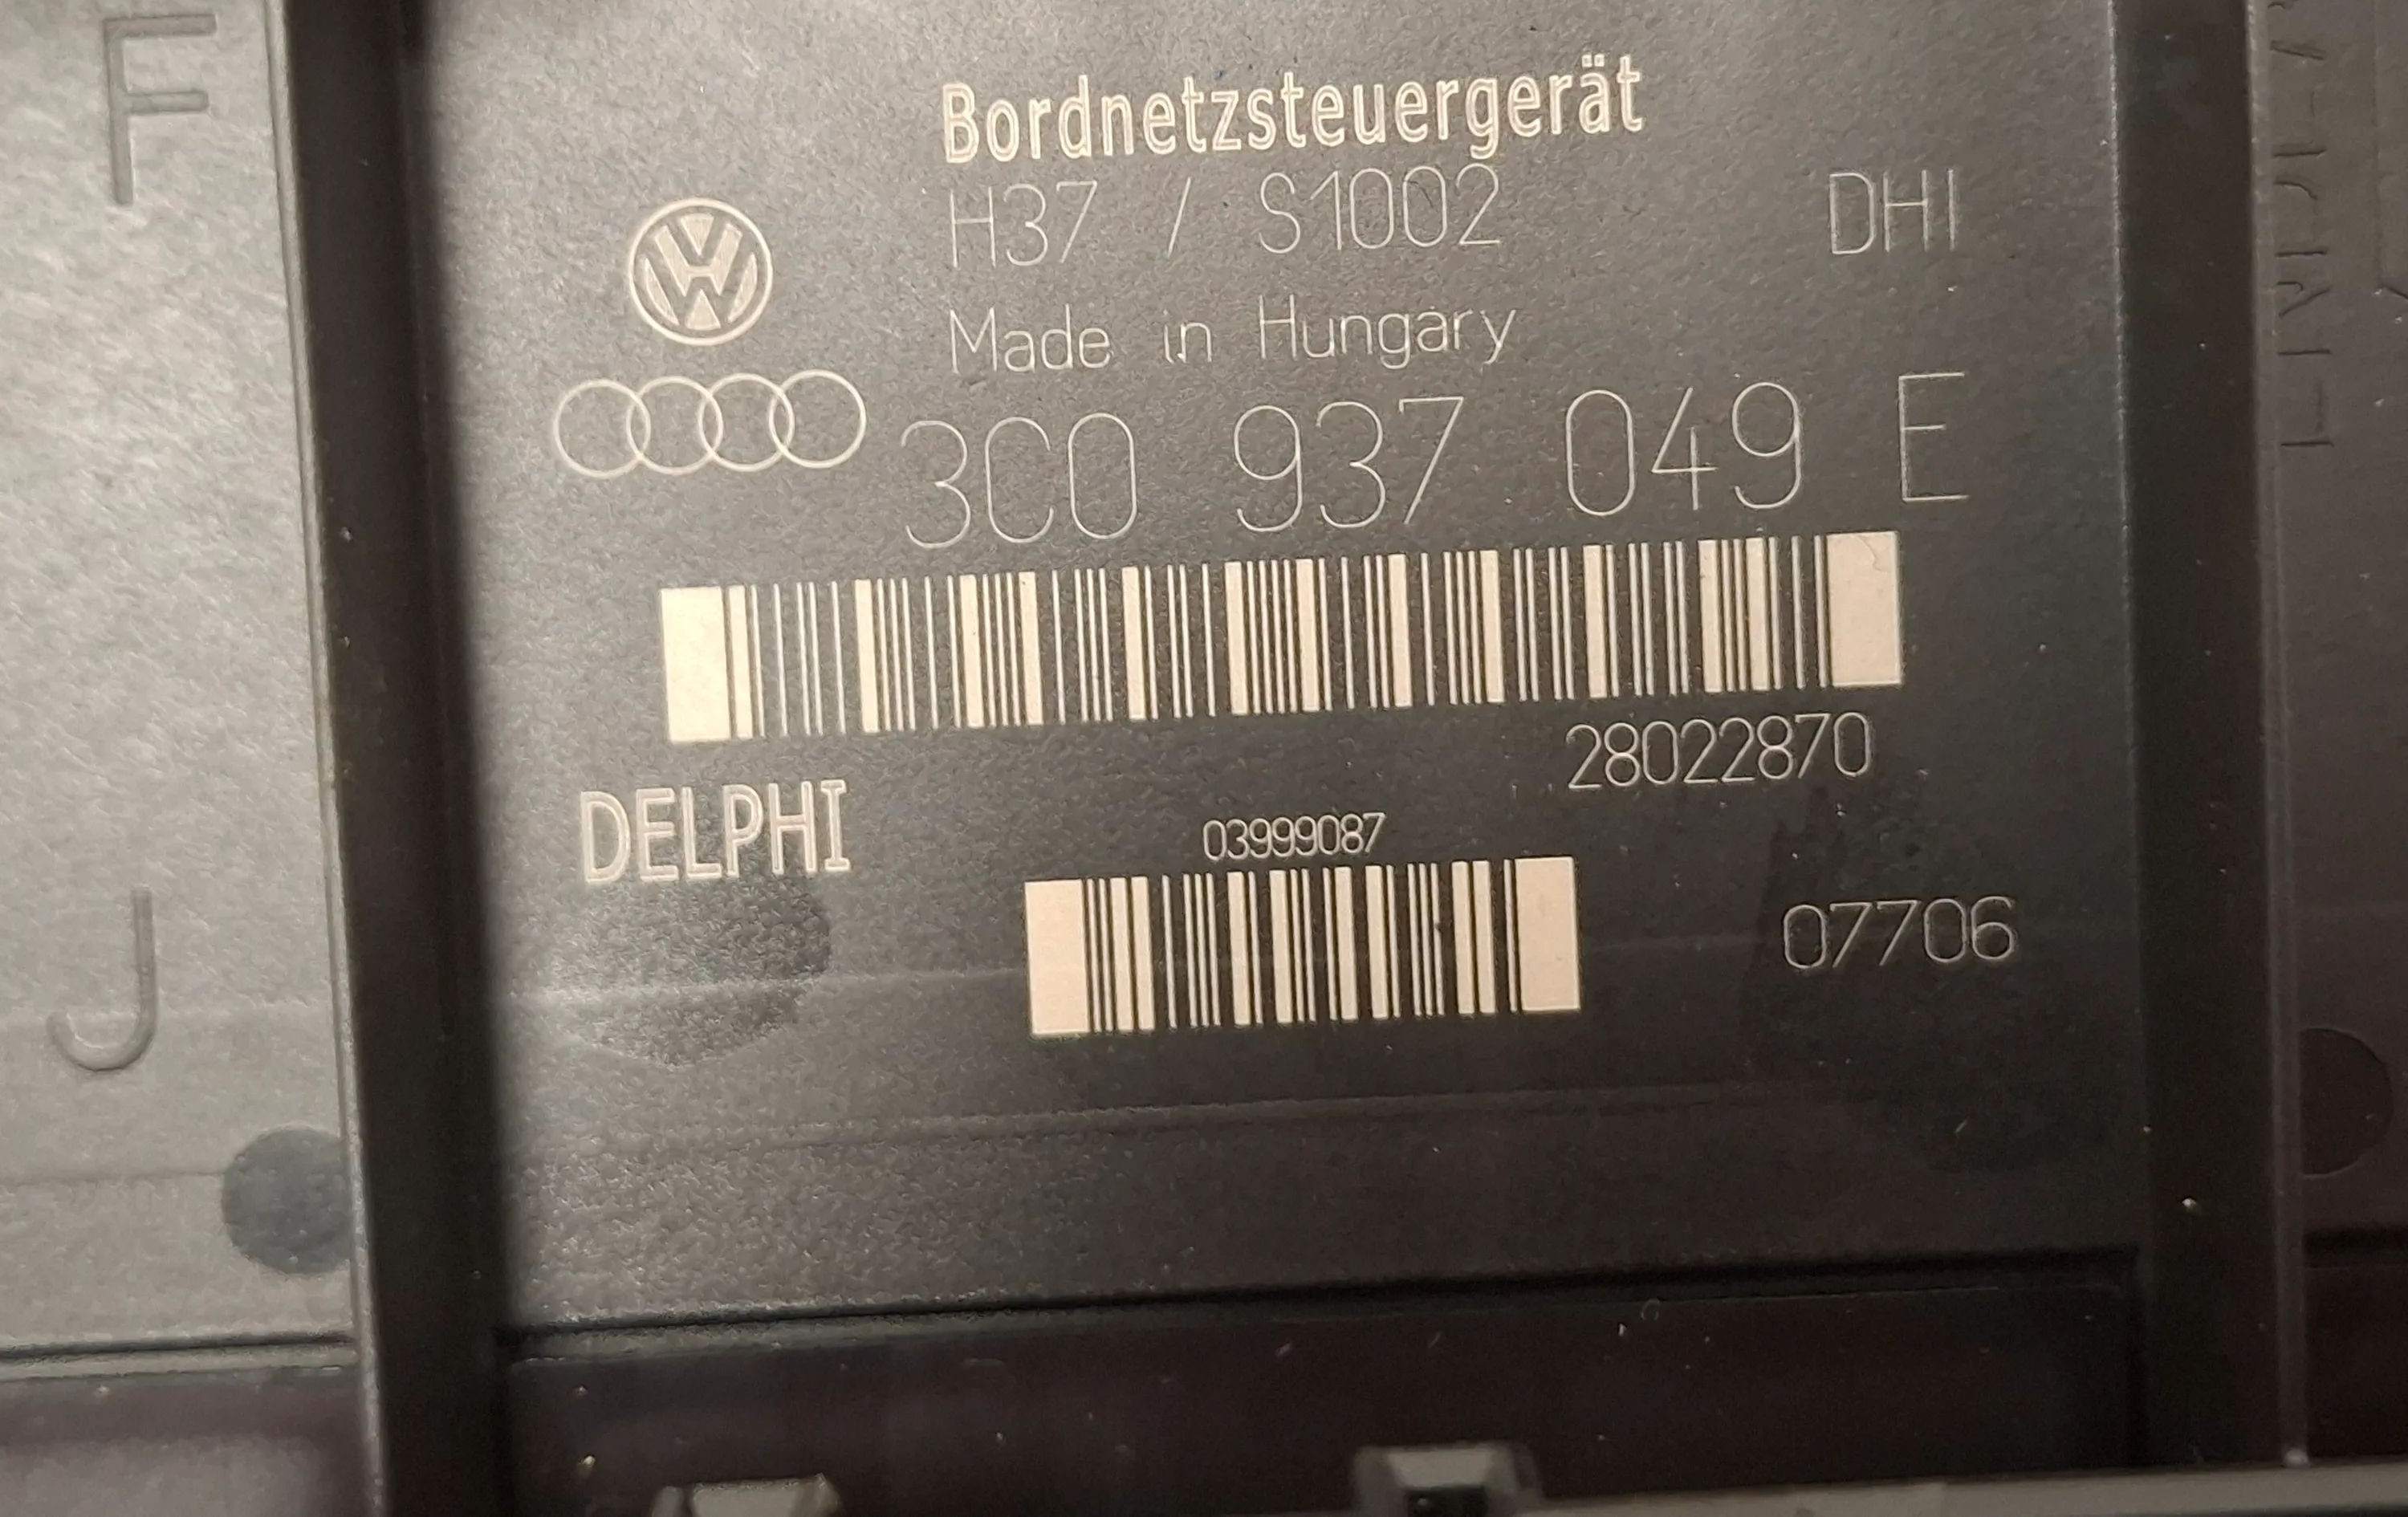 F
Bordnetzsteuergerät
H37 / S1002 DHI
Made in Hungary
3C0 937 049 E
28022870
DELPHI
03999087
07706
J